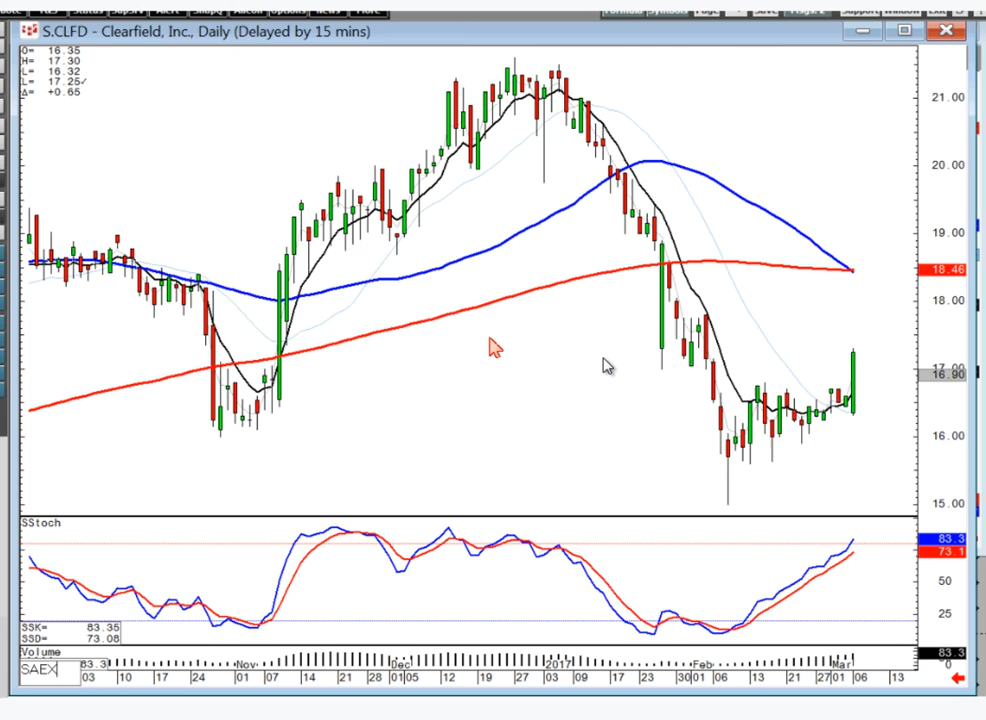 S.CLFD - Clearfield, Inc., Daily (Delayed by 15 mins)
O= 16.35
H= 17.30
L= 16.32
L= 17.25✓
Δ= +0.65
21.00
20.00
19.00
18.46
18.00
17.00
16.90
16.00
15.00
SStoch
83.3
73.1
50
25
SSK= 83.35
SSD= 73.08
Volume
83.3
0
SAEX
83.3
03 10 17 24 Nov 01 07 14 21 28 Dec 01 05 12 19 27 2017 03 09 17 23 30 Feb 01 06 13 21 27 Mar 01 06 13